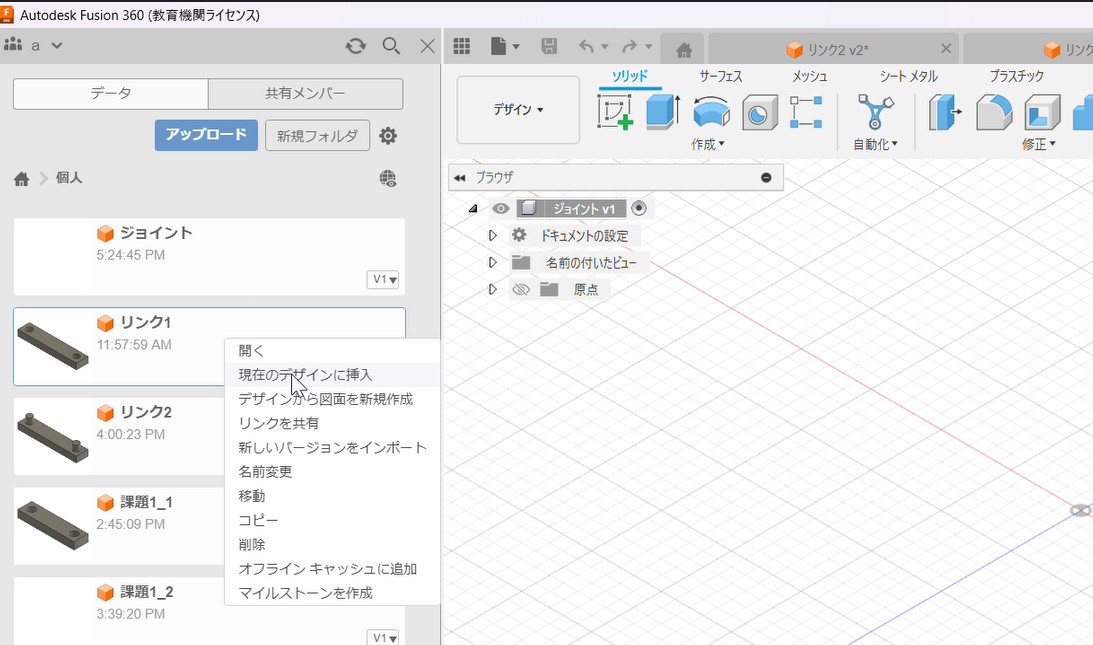 Autodesk Fusion 360 (教育機関ライセンス)
a
データ
共有メンバー
アップロード
新規フォルダ
個人
ジョイント
5:24:45 PM
V1▼
リンク1
11:57:59 AM
リンク2
4:00:23 PM
課題1_1
2:45:09 PM
課題1_2
3:39:20 PM
V1▼
開く
現在のデザインに挿入
デザインから図面を新規作成
リンクを共有
新しいバージョンをインポート
名前変更
移動
コピー
削除
オフライン キャッシュに追加
マイルストーンを作成
リンク2 v2*
リンク
デザイン ▼
ソリッド
サーフェス
メッシュ
シート メタル
プラスチック
作成 ▼
自動化 ▼
修正 ▼
ブラウザ
ジョイント v1
ドキュメントの設定
名前の付いたビュー
原点